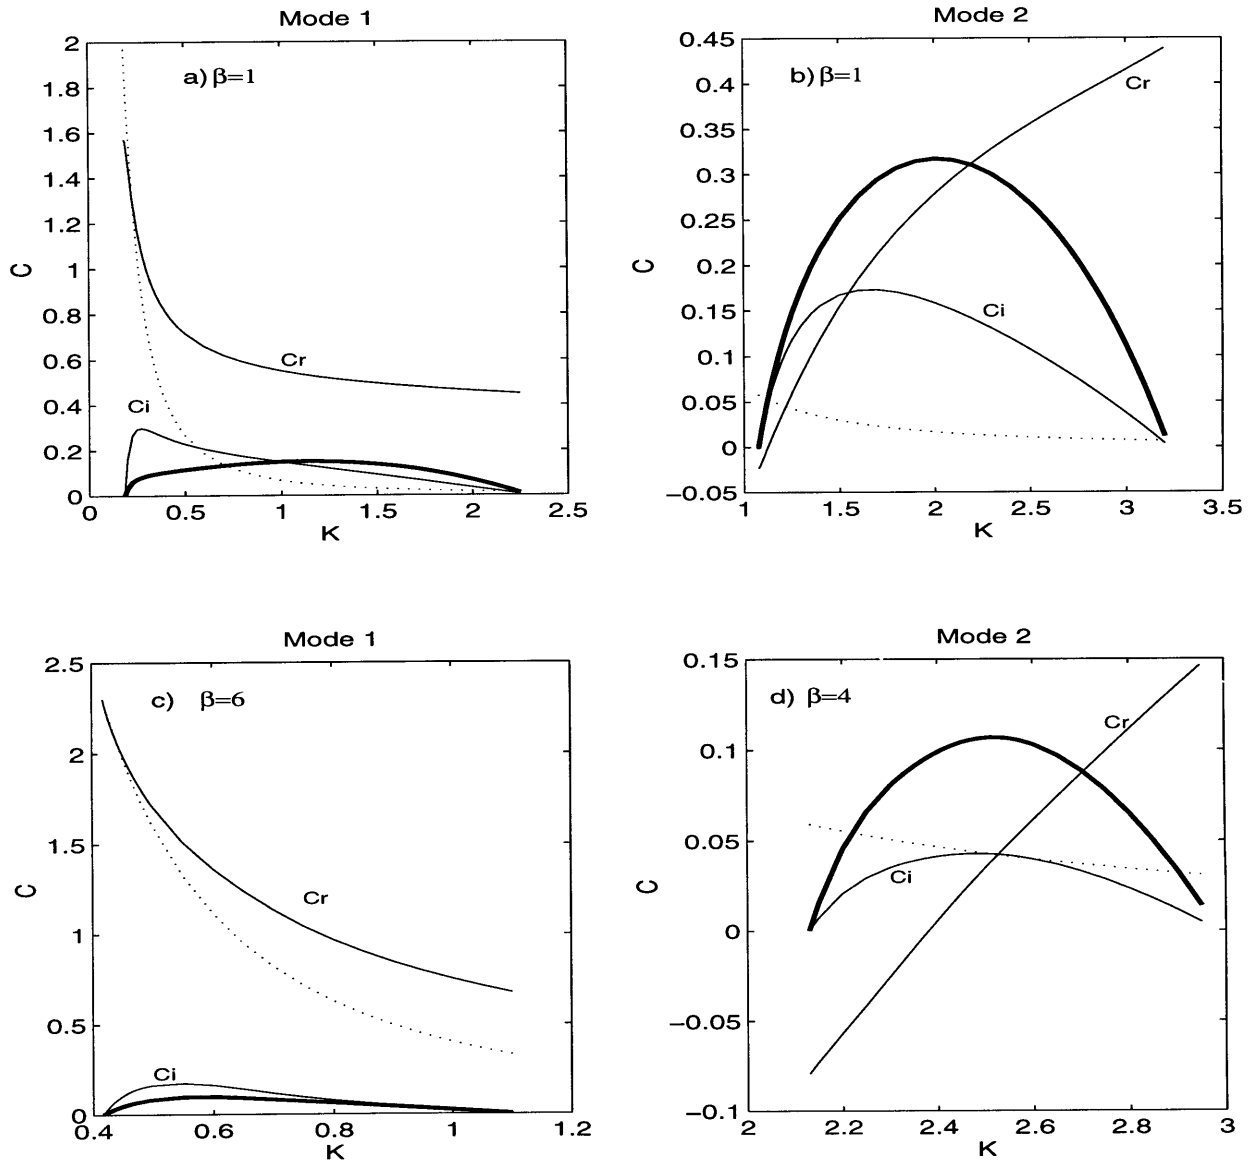 Mode 1
2
1.8
1.6
1.4
1.2
1
0.8
0.6
0.4
0.2
0
C
a) β=1
Cr
Ci
0
0.5
1
1.5
2
2.5
K
Mode 2
0.45
0.4
0.35
0.3
0.25
0.2
0.15
0.1
0.05
0
−0.05
C
b) β=1
Cr
Ci
1
1.5
2
2.5
3
3.5
K
Mode 1
2.5
2
1.5
1
0.5
0
C
c) β=6
Cr
Ci
0.4
0.6
0.8
1
1.2
K
Mode 2
0.15
0.1
0.05
0
−0.05
−0.1
C
d) β=4
Cr
Ci
2
2.2
2.4
2.6
2.8
3
K